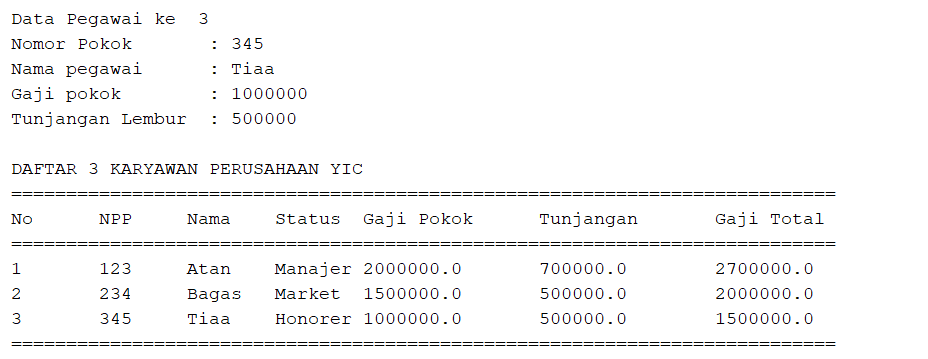 Data Pegawai ke  3
Nomor Pokok       : 345
Nama pegawai      : Tiaa
Gaji pokok        : 1000000
Tunjangan Lembur  : 500000

DAFTAR 3 KARYAWAN PERUSAHAAN YIC
===========================================================================
No      NPP     Nama    Status  Gaji Pokok      Tunjangan       Gaji Total
===========================================================================
1       123     Atan    Manajer 2000000.0       700000.0        2700000.0
2       234     Bagas   Market  1500000.0       500000.0        2000000.0
3       345     Tiaa    Honorer 1000000.0       500000.0        1500000.0
===========================================================================